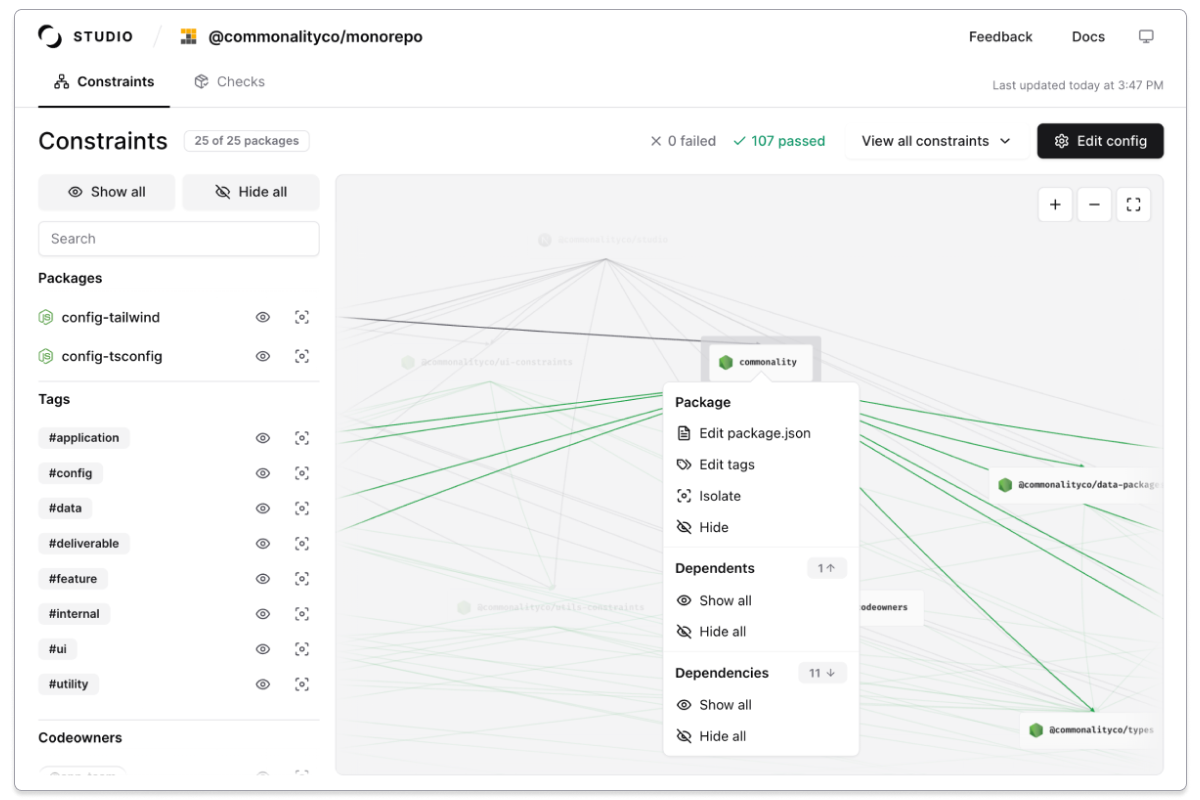 STUDIO / @commonalityco/monorepo Feedback Docs
Constraints Checks Last updated today at 3:47 PM
Constraints 25 of 25 packages 0 failed 107 passed View all constraints Edit config
Show all Hide all
Search
Packages
config-tailwind
config-tsconfig
Tags
#application
#config
#data
#deliverable
#feature
#internal
#ui
#utility
Codeowners
@commonalityco/studio
@commonalityco/ui-constraints
commonality
Package
Edit package.json
Edit tags
Isolate
Hide
Dependents 1
Show all
Hide all
Dependencies 11
Show all
Hide all
@commonalityco/data-package
@commonalityco/utils-constraints
codeowners
@commonalityco/types